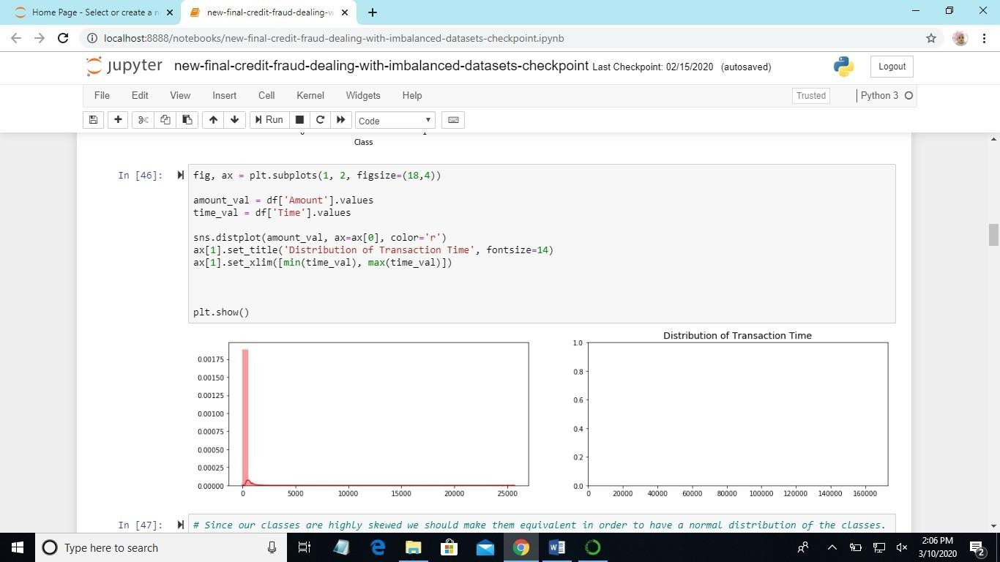 Home Page - Select or create a n
new-final-credit-fraud-dealing-w
localhost:8888/notebooks/new-final-credit-fraud-dealing-with-imbalanced-datasets-checkpoint.ipynb
jupyter new-final-credit-fraud-dealing-with-imbalanced-datasets-checkpoint Last Checkpoint: 02/15/2020 (autosaved)
Logout
File Edit View Insert Cell Kernel Widgets Help
Trusted
Python 3
Run
Code
Class
In [46]:
fig, ax = plt.subplots(1, 2, figsize=(18,4))
amount_val = df['Amount'].values
time_val = df['Time'].values
sns.distplot(amount_val, ax=ax[0], color='r')
ax[1].set_title('Distribution of Transaction Time', fontsize=14)
ax[1].set_xlim([min(time_val), max(time_val)])
plt.show()
0.00175
0.00150
0.00125
0.00100
0.00075
0.00050
0.00025
0.00000
0 5000 10000 15000 20000 25000
Distribution of Transaction Time
1.0
0.8
0.6
0.4
0.2
0.0
0 20000 40000 60000 80000 100000 120000 140000 160000
In [47]:
# Since our classes are highly skewed we should make them equivalent in order to have a normal distribution of the classes.
Type here to search
2:06 PM
3/10/2020
2